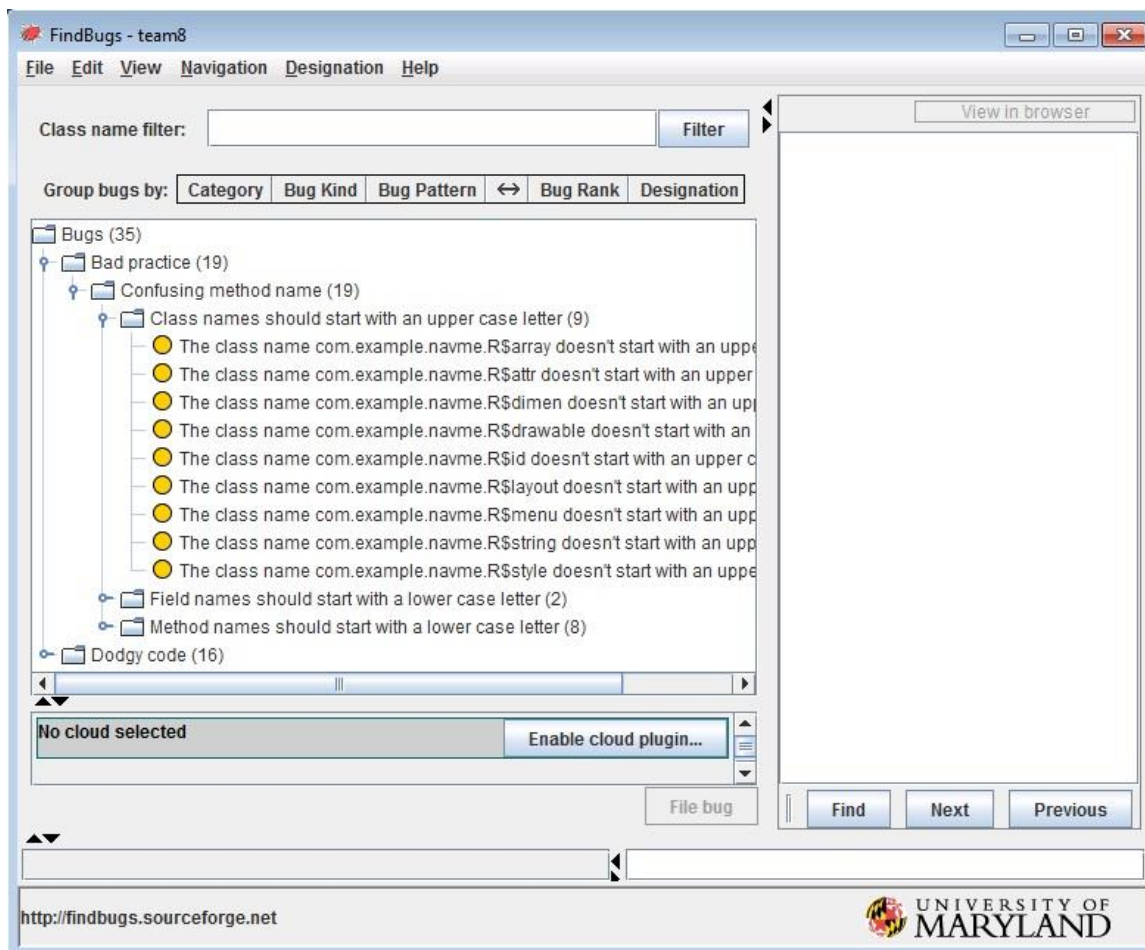 FindBugs - team8
File Edit View Navigation Designation Help
View in browser
Class name filter: Filter
Group bugs by: Category Bug Kind Bug Pattern ↔ Bug Rank Designation
Bugs (35)
Bad practice (19)
Confusing method name (19)
Class names should start with an upper case letter (9)
The class name com.example.navme.R$array doesn't start with an uppe
The class name com.example.navme.R$attr doesn't start with an upper
The class name com.example.navme.R$dimen doesn't start with an upp
The class name com.example.navme.R$drawable doesn't start with an
The class name com.example.navme.R$id doesn't start with an upper c
The class name com.example.navme.R$layout doesn't start with an upp
The class name com.example.navme.R$menu doesn't start with an upp
The class name com.example.navme.R$string doesn't start with an upp
The class name com.example.navme.R$style doesn't start with an uppe
Field names should start with a lower case letter (2)
Method names should start with a lower case letter (8)
Dodgy code (16)
No cloud selected Enable cloud plugin...
File bug Find Next Previous
http://findbugs.sourceforge.net
UNIVERSITY OF
MARYLAND